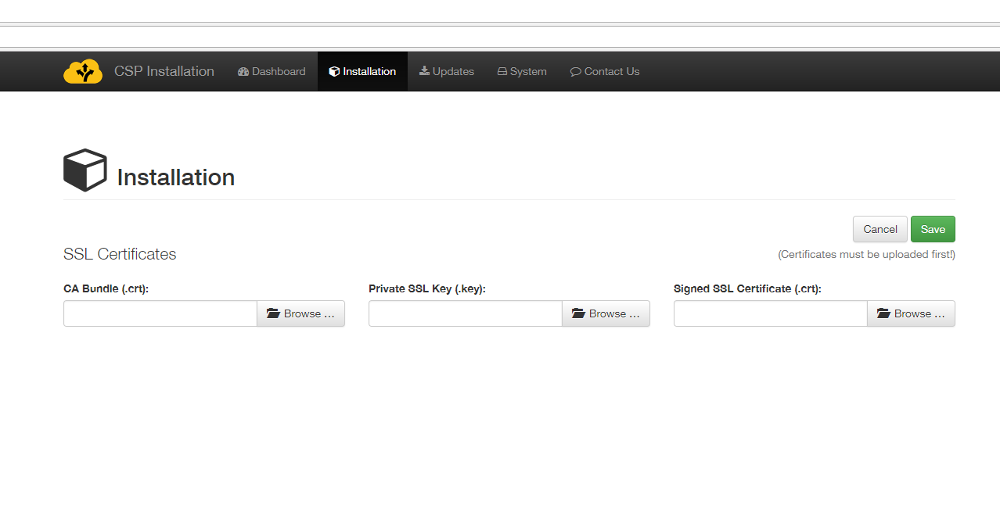 CSP Installation Dashboard Installation Updates System Contact Us
Installation
Cancel Save
SSL Certificates (Certificates must be uploaded first!)
CA Bundle (.crt): Private SSL Key (.key): Signed SSL Certificate (.crt):
Browse ... Browse ... Browse ...